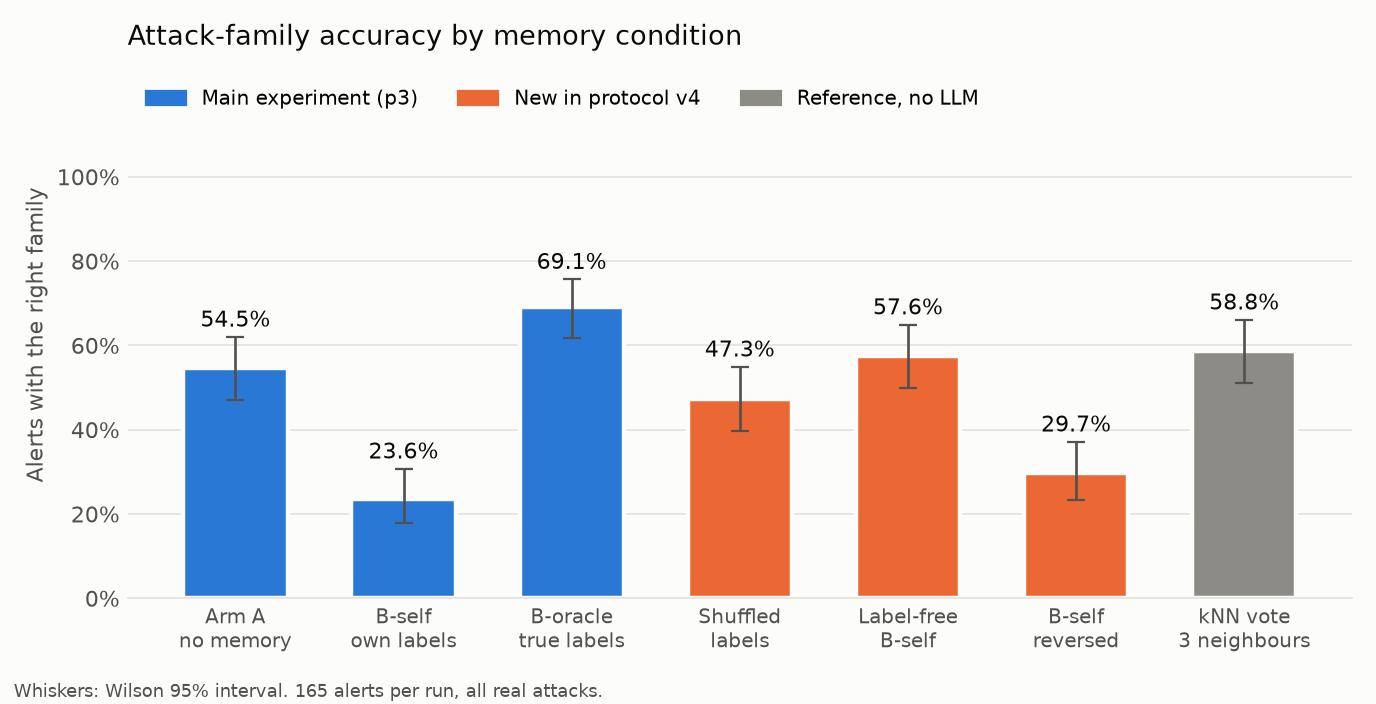 Attack-family accuracy by memory condition
Main experiment (p3)
New in protocol v4
Reference, no LLM
Alerts with the right family
100%
80%
60%
40%
20%
0%
54.5%
23.6%
69.1%
47.3%
57.6%
29.7%
58.8%
Arm A
no memory
B-self
own labels
B-oracle
true labels
Shuffled
labels
Label-free
B-self
B-self
reversed
kNN vote
3 neighbours
Whiskers: Wilson 95% interval. 165 alerts per run, all real attacks.